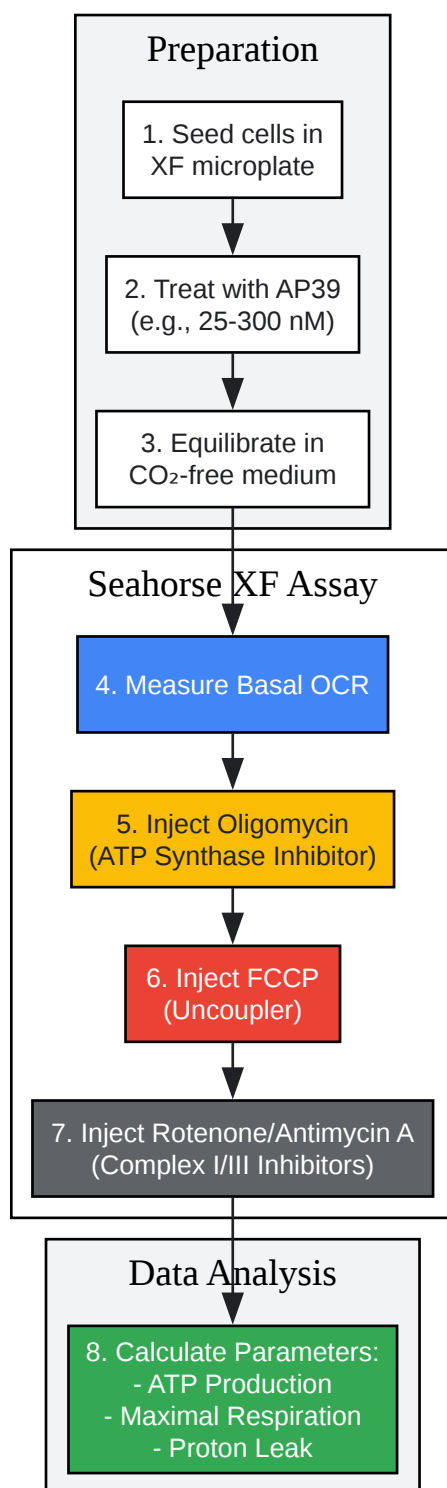 Preparation
1. Seed cells in
XF microplate
2. Treat with AP39
(e.g., 25-300 nM)
3. Equilibrate in
CO₂-free medium
Seahorse XF Assay
4. Measure Basal OCR
5. Inject Oligomycin
(ATP Synthase Inhibitor)
6. Inject FCCP
(Uncoupler)
7. Inject Rotenone/Antimycin A
(Complex I/III Inhibitors)
Data Analysis
8. Calculate Parameters:
- ATP Production
- Maximal Respiration
- Proton Leak